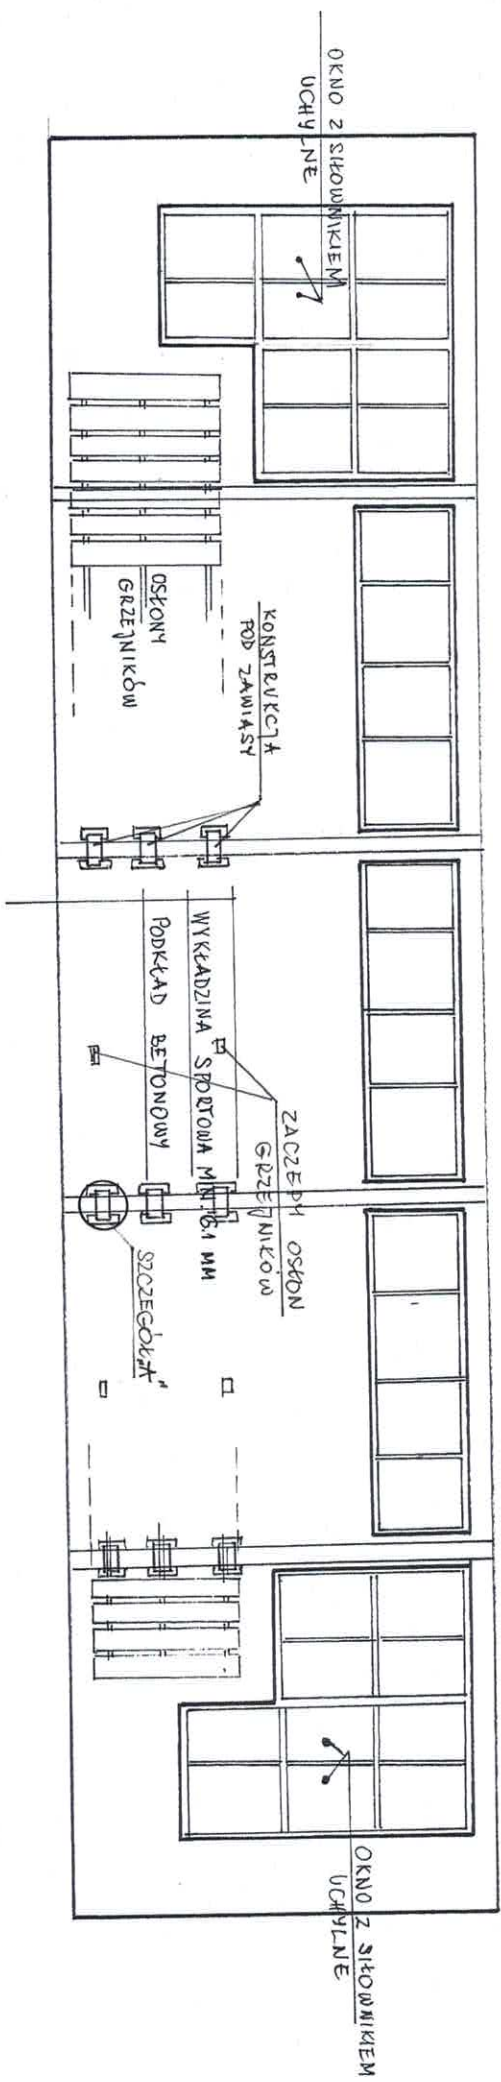 OKNO Z SIŁOWNIKIEM
UCHYLNE
OSŁONY
GRZEJNIKÓW
KONSTRUKCJA
POD ZAWIASY
WYKŁADZINA SPORTOWA MIN. 6.1 MM
PODKŁAD BETONOWY
ZACZEPY OSŁON
GRZEJNIKÓW
SZCZEGÓŁ „A"
OKNO Z SIŁOWNIKIEM
UCHYLNE